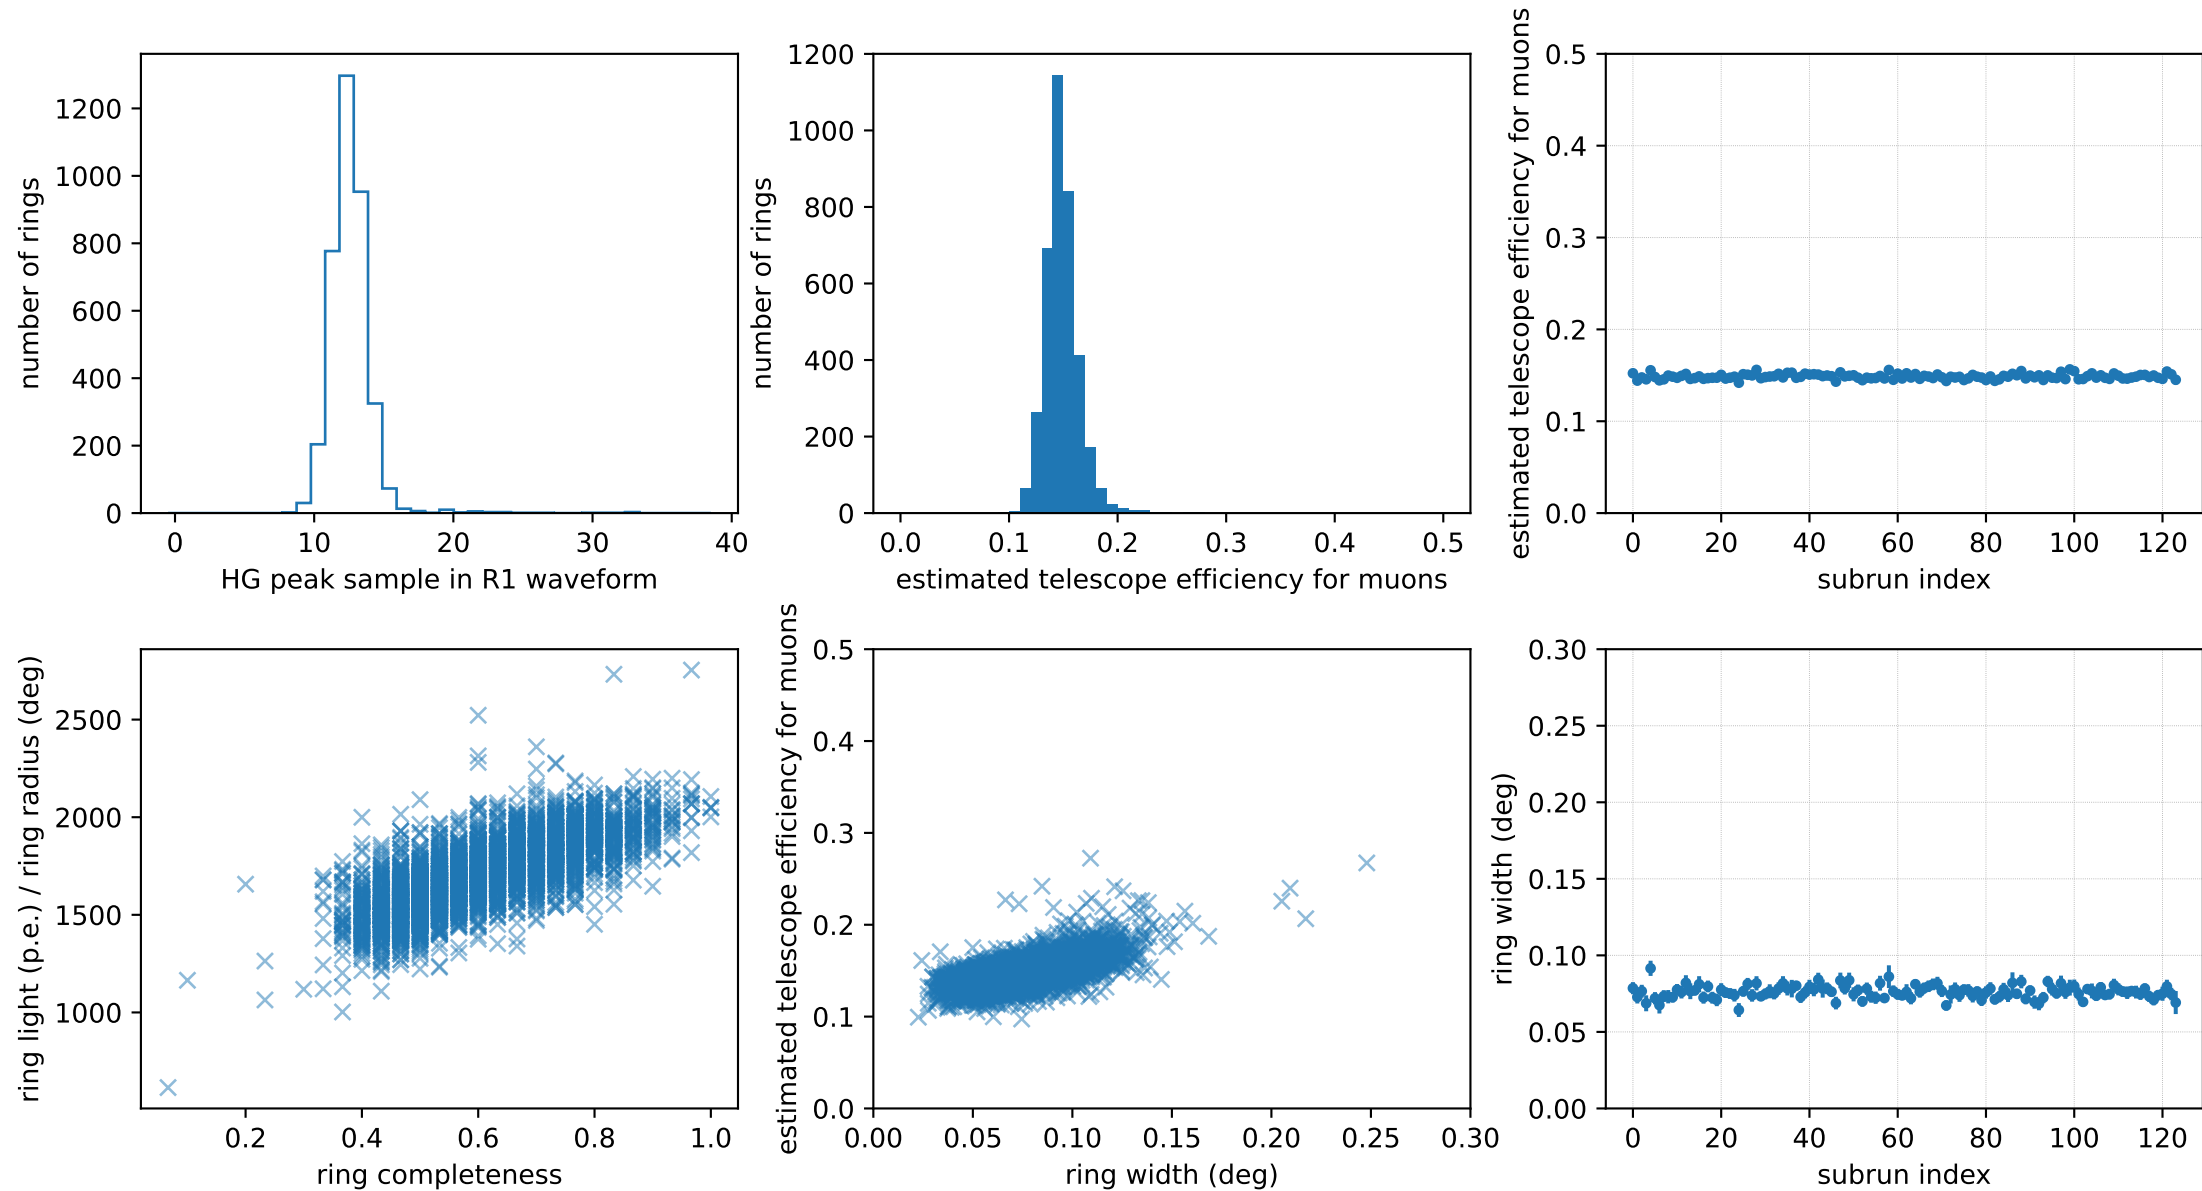 number of rings
1200
1000
800
600
400
200
0
0 10 20 30 40
HG peak sample in R1 waveform
number of rings
1200
1000
800
600
400
200
0
0.0 0.1 0.2 0.3 0.4 0.5
estimated telescope efficiency for muons
estimated telescope efficiency for muons
0.5
0.4
0.3
0.2
0.1
0.0
0 20 40 60 80 100 120
subrun index
ring light (p.e.) / ring radius (deg)
2500
2000
1500
1000
0.2 0.4 0.6 0.8 1.0
ring completeness
estimated telescope efficiency for muons
0.5
0.4
0.3
0.2
0.1
0.0
0.00 0.05 0.10 0.15 0.20 0.25 0.30
ring width (deg)
ring width (deg)
0.30
0.25
0.20
0.15
0.10
0.05
0.00
0 20 40 60 80 100 120
subrun index